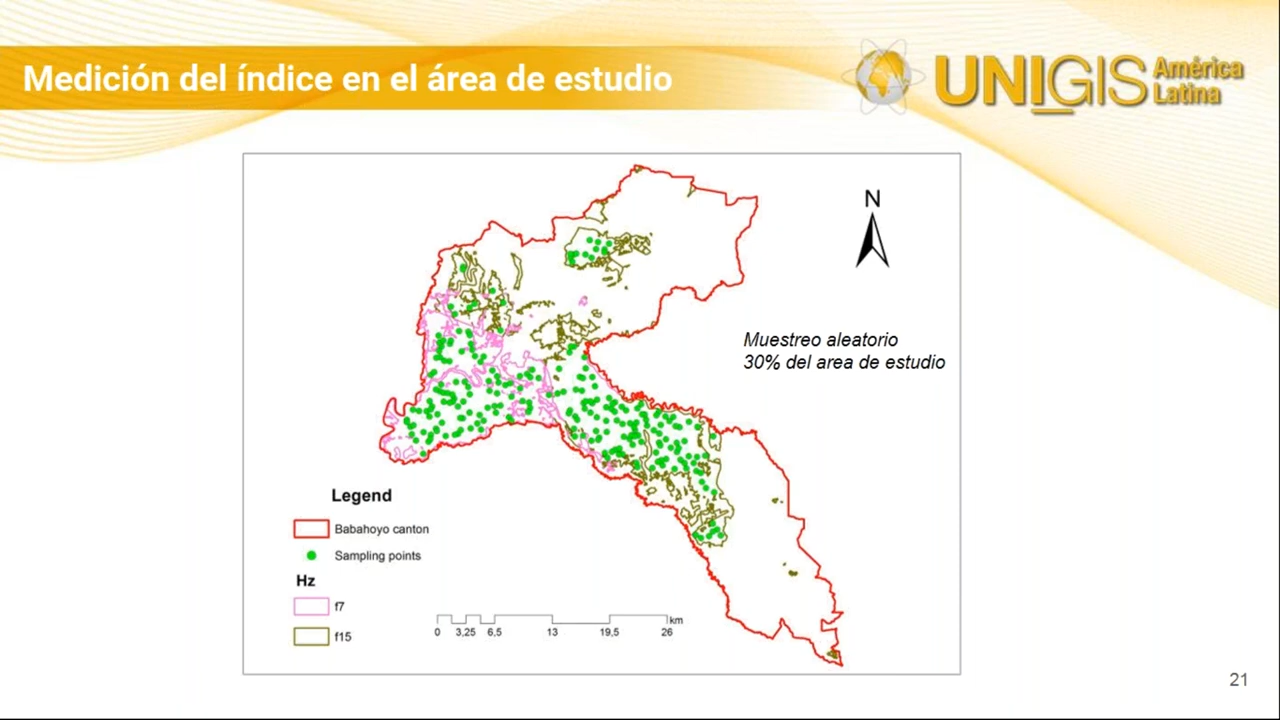 Medición del índice en el área de estudio
UNIGIS América Latina
N
Muestreo aleatorio
30% del area de estudio
Legend
Babahoyo canton
Sampling points
Hz
f7
f15
km
0 3,25 6,5 13 19,5 26
21